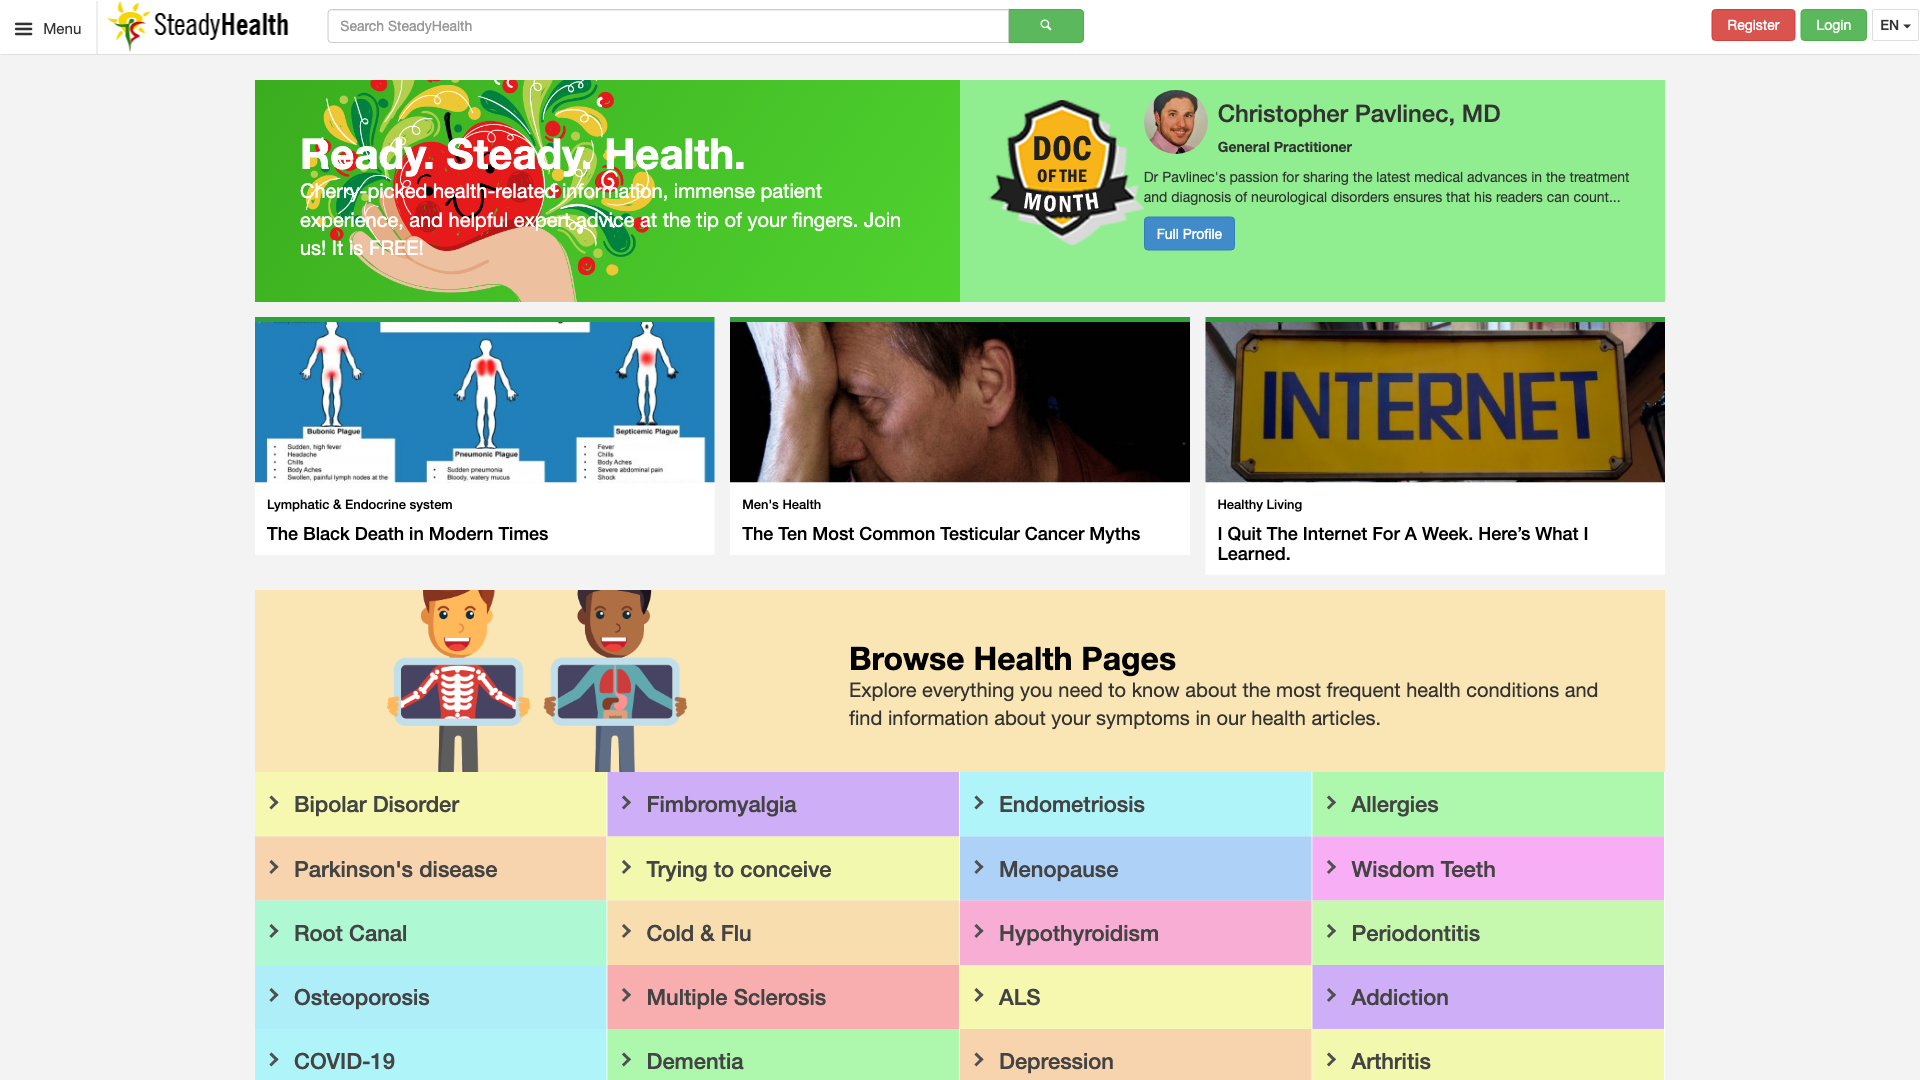 Menu
SteadyHealth
Search SteadyHealth
Register
Login
EN
Ready. Steady. Health.
Cherry-picked health-related information, immense patient
experience, and helpful expert advice at the tip of your fingers. Join
us! It is FREE!
DOC
OF THE
MONTH
Christopher Pavlinec, MD
General Practitioner
Dr Pavlinec's passion for sharing the latest medical advances in the treatment
and diagnosis of neurological disorders ensures that his readers can count...
Full Profile
Bubonic Plague
• Sudden, high fever
• Headache
• Chills
• Body Aches
• Swollen, painful lymph nodes at the
Pneumonic Plague
• Sudden pneumonia
• Bloody, watery mucus
Septicemic Plague
• Fever
• Chills
• Body Aches
• Severe abdominal pain
• Shock
INTERNET
Lymphatic & Endocrine system
The Black Death in Modern Times
Men's Health
The Ten Most Common Testicular Cancer Myths
Healthy Living
I Quit The Internet For A Week. Here’s What I
Learned.
Browse Health Pages
Explore everything you need to know about the most frequent health conditions and
find information about your symptoms in our health articles.
Bipolar Disorder
Fimbromyalgia
Endometriosis
Allergies
Parkinson's disease
Trying to conceive
Menopause
Wisdom Teeth
Root Canal
Cold & Flu
Hypothyroidism
Periodontitis
Osteoporosis
Multiple Sclerosis
ALS
Addiction
COVID-19
Dementia
Depression
Arthritis